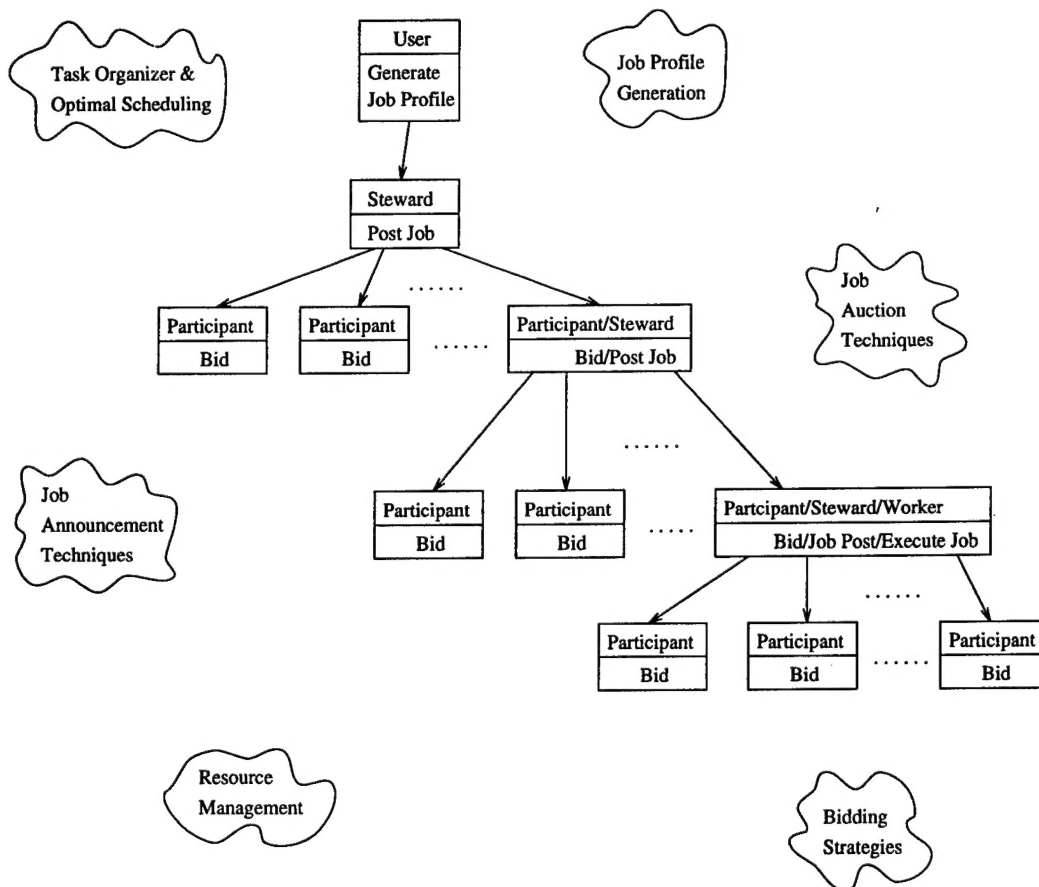 User
Generate
Job Profile
Task Organizer &
Optimal Scheduling
Job Profile
Generation
Steward
Post Job
......
Job
Auction
Techniques
Participant
Bid
Participant
Bid
......
Participant/Steward
Bid/Post Job
......
Job
Announcement
Techniques
Participant
Bid
Participant
Bid
......
Partcipant/Steward/Worker
Bid/Job Post/Execute Job
......
Participant
Bid
Participant
Bid
......
Participant
Bid
Resource
Management
Bidding
Strategies